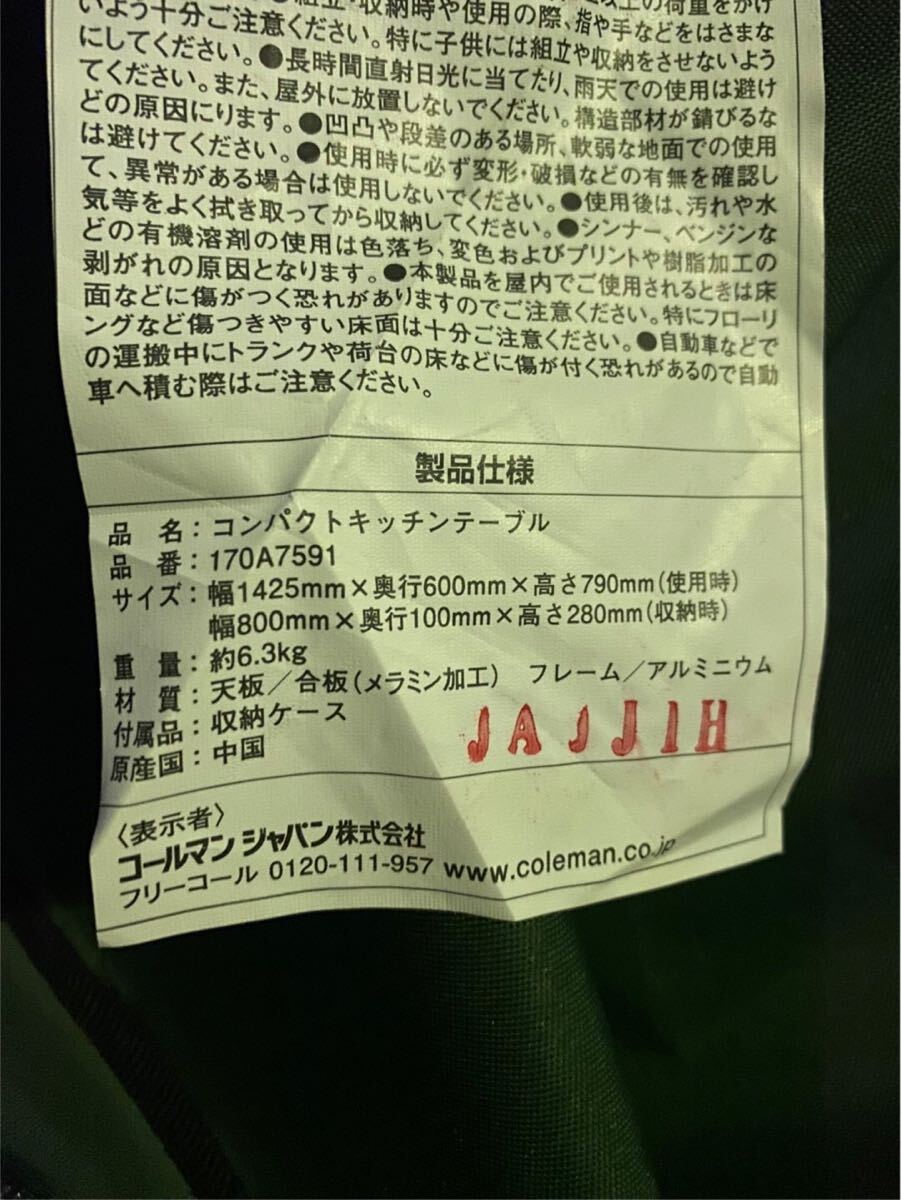 組立・収納時や使用の際、指や手などをはさまな
いよう十分ご注意ください。特に子供には組立や収納をさせないよう
にしてください。●長時間直射日光に当てたり、雨天での使用は避け
てください。また、屋外に放置しないでください。構造部材が錆びるな
どの原因にります。●凹凸や段差のある場所、軟弱な地面での使用
は避けてください。●使用時に必ず変形・破損などの有無を確認し
て、異常がある場合は使用しないでください。●使用後は、汚れや水
気等をよく拭き取ってから収納してください。●シンナー、ベンジンな
どの有機溶剤の使用は色落ち、変色およびプリントや樹脂加工の
剥がれの原因となります。●本製品を屋内でご使用されるときは床
面などに傷がつく恐れがありますのでご注意ください。特にフローリ
ングなど傷つきやすい床面は十分ご注意ください。●自動車などで
の運搬中にトランクや荷台の床などに傷が付く恐れがあるので自動
車へ積む際はご注意ください。
製品仕様
品 名：コンパクトキッチンテーブル
品 番：170A7591
サイズ：幅1425mm×奥行600mm×高さ790mm（使用時）
幅800mm×奥行100mm×高さ280mm（収納時）
重 量：約6.3kg
材 質：天板／合板（メラミン加工） フレーム／アルミニウム
付属品：収納ケース
原産国：中国
JAJJIH
〈表示者〉
コールマン ジャパン株式会社
フリーコール 0120-111-957 www.coleman.co.jp